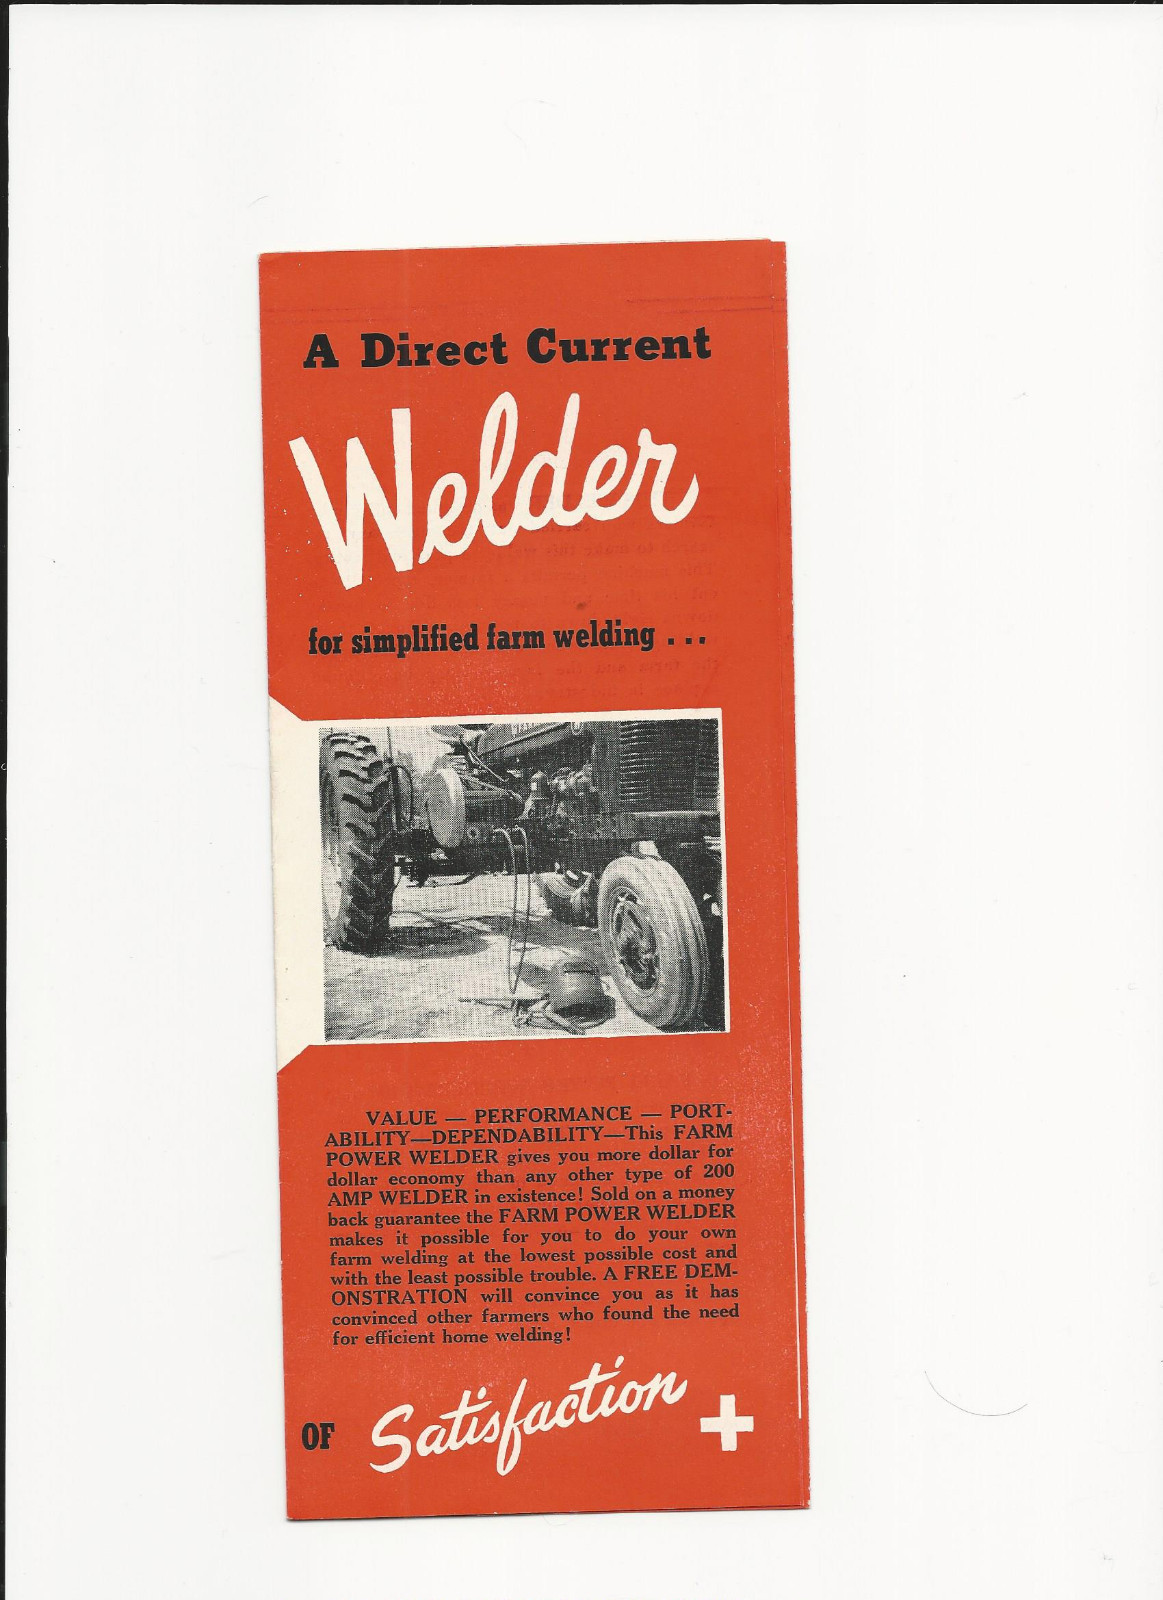 A Direct Current
Welder
for simplified farm welding . . .
VALUE — PERFORMANCE — PORT-
ABILITY—DEPENDABILITY—This FARM
POWER WELDER gives you more dollar for
dollar economy than any other type of 200
AMP WELDER in existence! Sold on a money
back guarantee the FARM POWER WELDER
makes it possible for you to do your own
farm welding at the lowest possible cost and
with the least possible trouble. A FREE DEM-
ONSTRATION will convince you as it has
convinced other farmers who found the need
for efficient home welding!
OF Satisfaction +